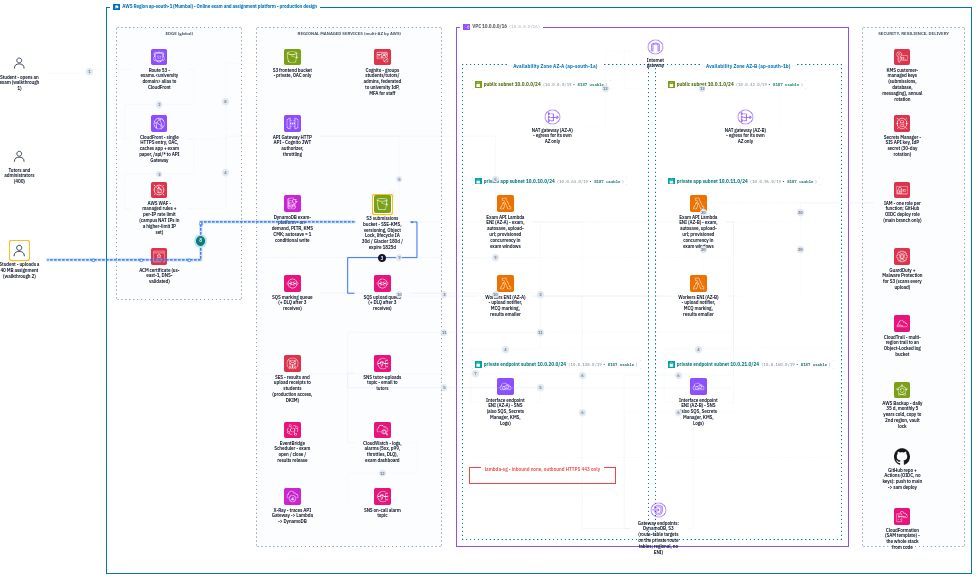 AWS Region ap-south-1 (Mumbai) - Online exam and assignment platform - production design
Student - opens an
exam (walkthrough
1)
Tutors and
administrators
(400)
Student - uploads a
40 MB assignment
(walkthrough 2)
EDGE (global)
Route 53 -
exams.<university
domain> alias to
CloudFront
CloudFront - single
HTTPS entry, OAC,
caches app + exam
paper, /api/* to API
Gateway
AWS WAF -
managed rules +
per-IP rate limit
(campus NAT IPs in
a higher-limit IP
set)
ACM certificate (us-
east-1, DNS-
validated)
REGIONAL MANAGED SERVICES (multi-AZ by AWS)
S3 frontend bucket
- private, OAC only
Cognito - groups
students/tutors/
admins, federated
to university IdP,
MFA for staff
API Gateway HTTP
API - Cognito JWT
authorizer,
throttling
DynamoDB exam-
demand, PITR, KMS
CMK; autosave = 1
conditional write
S3 submissions
bucket - SSE-KMS,
versioning, Object
Lock, lifecycle IA
30d / Glacier 180d /
expire 1825d
SQS marking queue
(+ DLQ after 3
receives)
SQS upload queue
(+ DLQ after 3
receives)
SES - results and
upload receipts to
students
(production access,
DKIM)
SNS tutor-uploads
topic - email to
tutors
EventBridge
Scheduler - exam
open / close /
results release
CloudWatch - logs,
alarms (5xx, p99,
throttles, DLQ),
exam dashboard
X-Ray - traces API
Gateway -> Lambda
-> DynamoDB
SNS on-call alarm
topic
VPC 10.0.0.0/16
Internet
gateway
Availability Zone AZ-A (ap-south-1a)
Availability Zone AZ-B (ap-south-1b)
public subnet 10.0.0.0/24
public subnet 10.0.1.0/24
NAT gateway (AZ-A)
- egress for its own
AZ only
NAT gateway (AZ-B)
- egress for its own
AZ only
private app subnet 10.0.10.0/24
private app subnet 10.0.11.0/24
Exam API Lambda
ENI (AZ-A) - exam,
autosave, upload-
url; provisioned
concurrency in
exam windows
Exam API Lambda
ENI (AZ-B) - exam,
autosave, upload-
url; provisioned
concurrency in
exam windows
Workers ENI (AZ-A)
- upload notifier,
MCQ marking,
results emailer
Workers ENI (AZ-B)
- upload notifier,
MCQ marking,
results emailer
private endpoint subnet 10.0.20.0/24
private endpoint subnet 10.0.21.0/24
Interface endpoint
ENI (AZ-A) - SNS
(also SQS, Secrets
Manager, KMS,
Logs)
Interface endpoint
ENI (AZ-B) - SNS
(also SQS, Secrets
Manager, KMS,
Logs)
lambda-sg - inbound none, outbound HTTPS 443 only
Gateway endpoints:
DynamoDB, S3
(route-table targets
on the private route
tables; regional, no
ENI)
SECURITY, RESILIENCE, DELIVERY
KMS customer-
managed keys
(submissions,
database,
messaging), annual
rotation
Secrets Manager -
SIS API key, IdP
secret (30-day
rotation)
IAM - one role per
function; GitHub
OIDC deploy role
(main branch only)
GuardDuty +
Malware Protection
for S3 (scans every
upload)
CloudTrail - multi-
region trail to an
Object-Locked log
bucket
AWS Backup - daily
35 d, monthly 5
years cold, copy to
2nd region, vault
lock
GitHub repo +
Actions (OIDC, no
keys): push to main
-> sam deploy
CloudFormation
(SAM template) -
the whole stack
from code